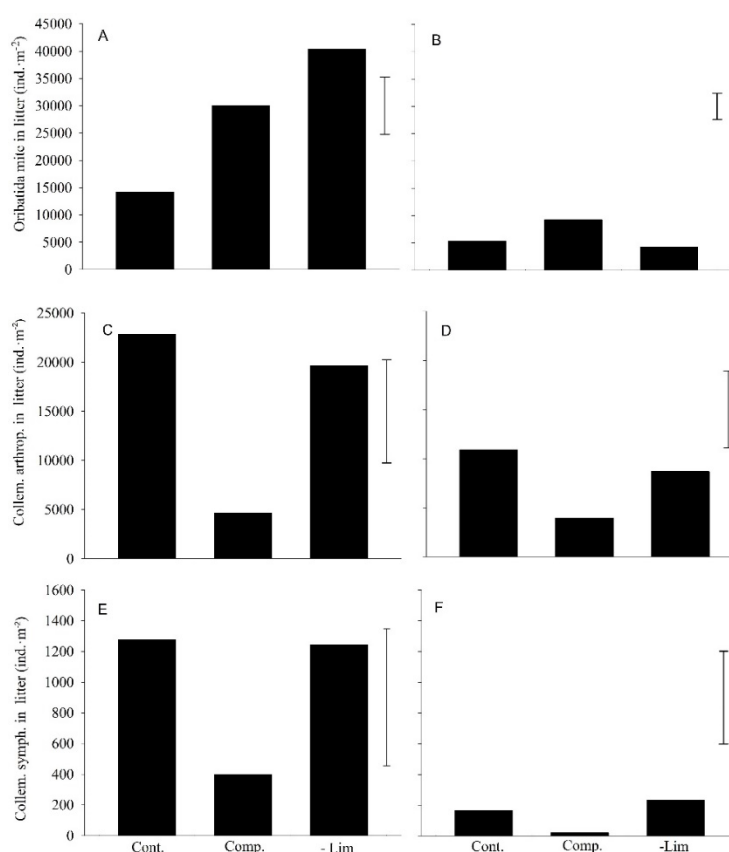 A
B
Oribatida mite in litter (ind.·m-2)
45000
40000
35000
30000
25000
20000
15000
10000
5000
0
C
D
Collem. arthrop. in litter (ind.·m-2)
25000
20000
15000
10000
5000
0
E
F
Collem. symph. in litter (ind.·m-2)
1600
1400
1200
1000
800
600
400
200
0
Cont. Comp. - Lim
Cont. Comp. -Lim